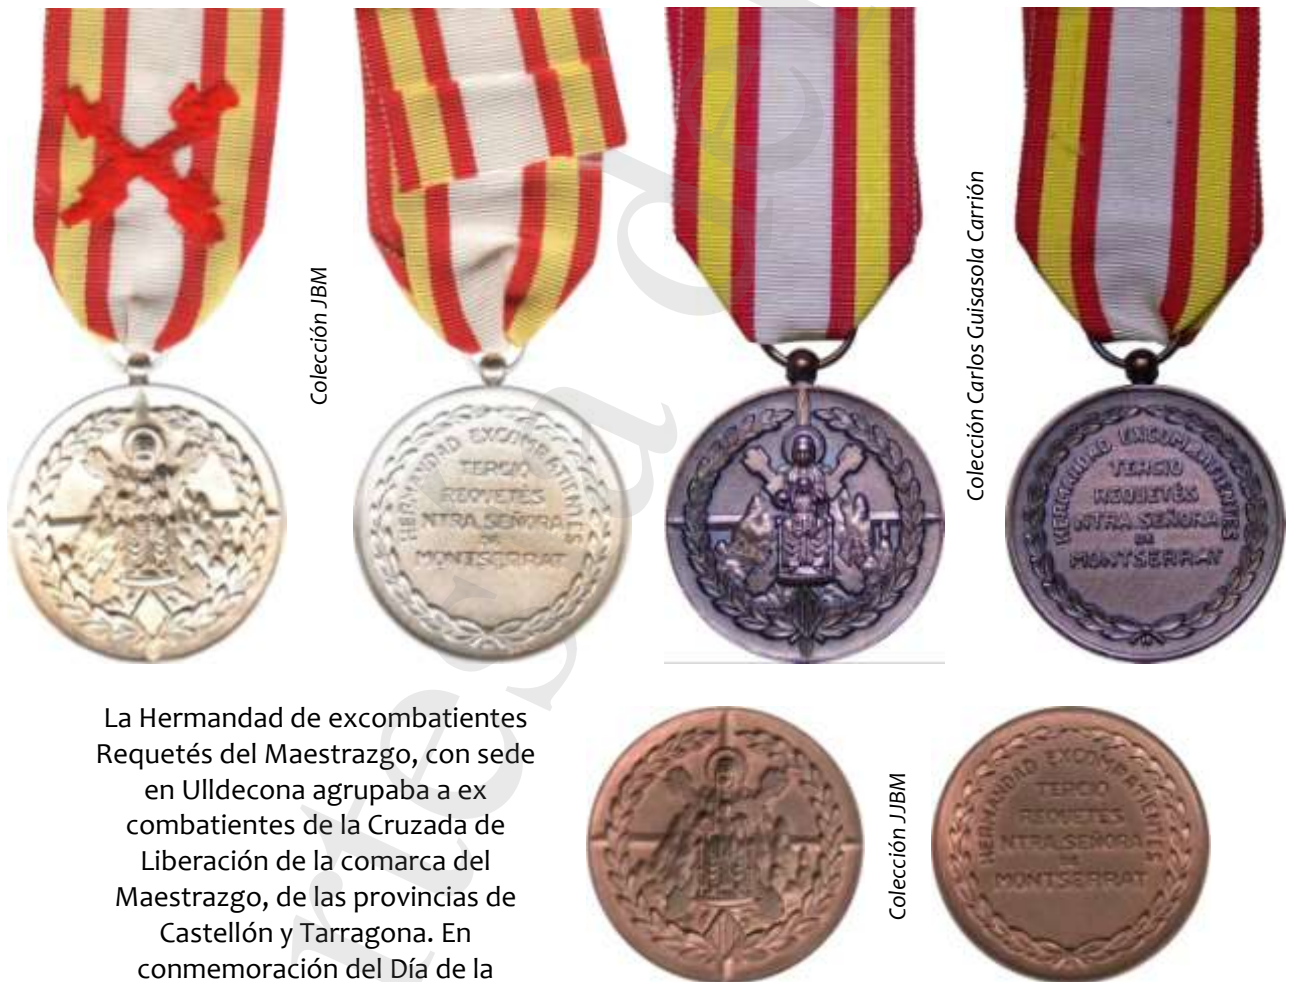 Colección JBM
HERMANDAD EXCOMBATIENTES
TERCIO
REQUETÉS
NTRA. SEÑORA
DE
MONTSERRAT
Colección Carlos Guisasola Carrión
HERMANDAD EXCOMBATIENTES
TERCIO
REQUETÉS
NTRA SEÑORA
DE
MONTSERRAT
La Hermandad de excombatientes
Requetés del Maestrazgo, con sede
en Ulldecona agrupaba a ex
combatientes de la Cruzada de
Liberación de la comarca del
Maestrazgo, de las provincias de
Castellón y Tarragona. En
conmemoración del Día de la
Colección JJBM
HERMANDAD EXCOMBATIENTES
TERCIO
REQUETÉS
NTRA. SEÑORA
DE
MONTSERRAT